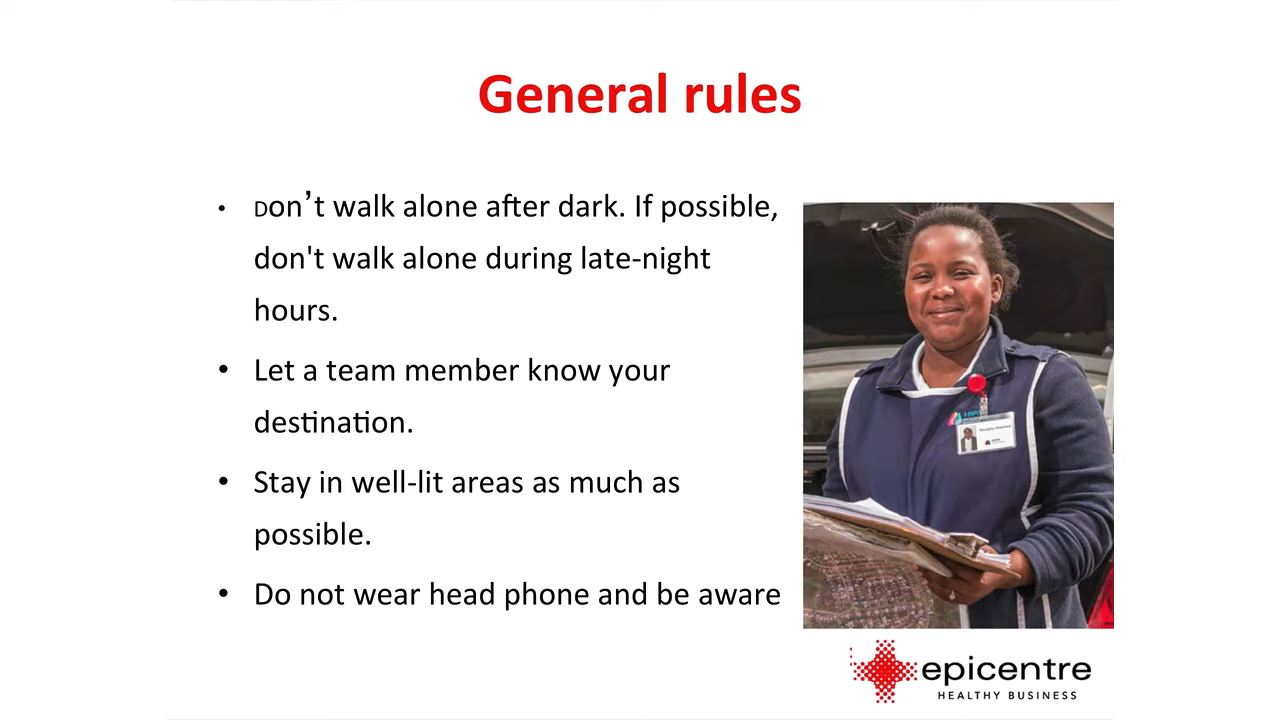 General rules
• Don’t walk alone after dark. If possible,
don't walk alone during late-night
hours.
• Let a team member know your
destination.
• Stay in well-lit areas as much as
possible.
• Do not wear head phone and be aware
epicentre
HEALTHY BUSINESS